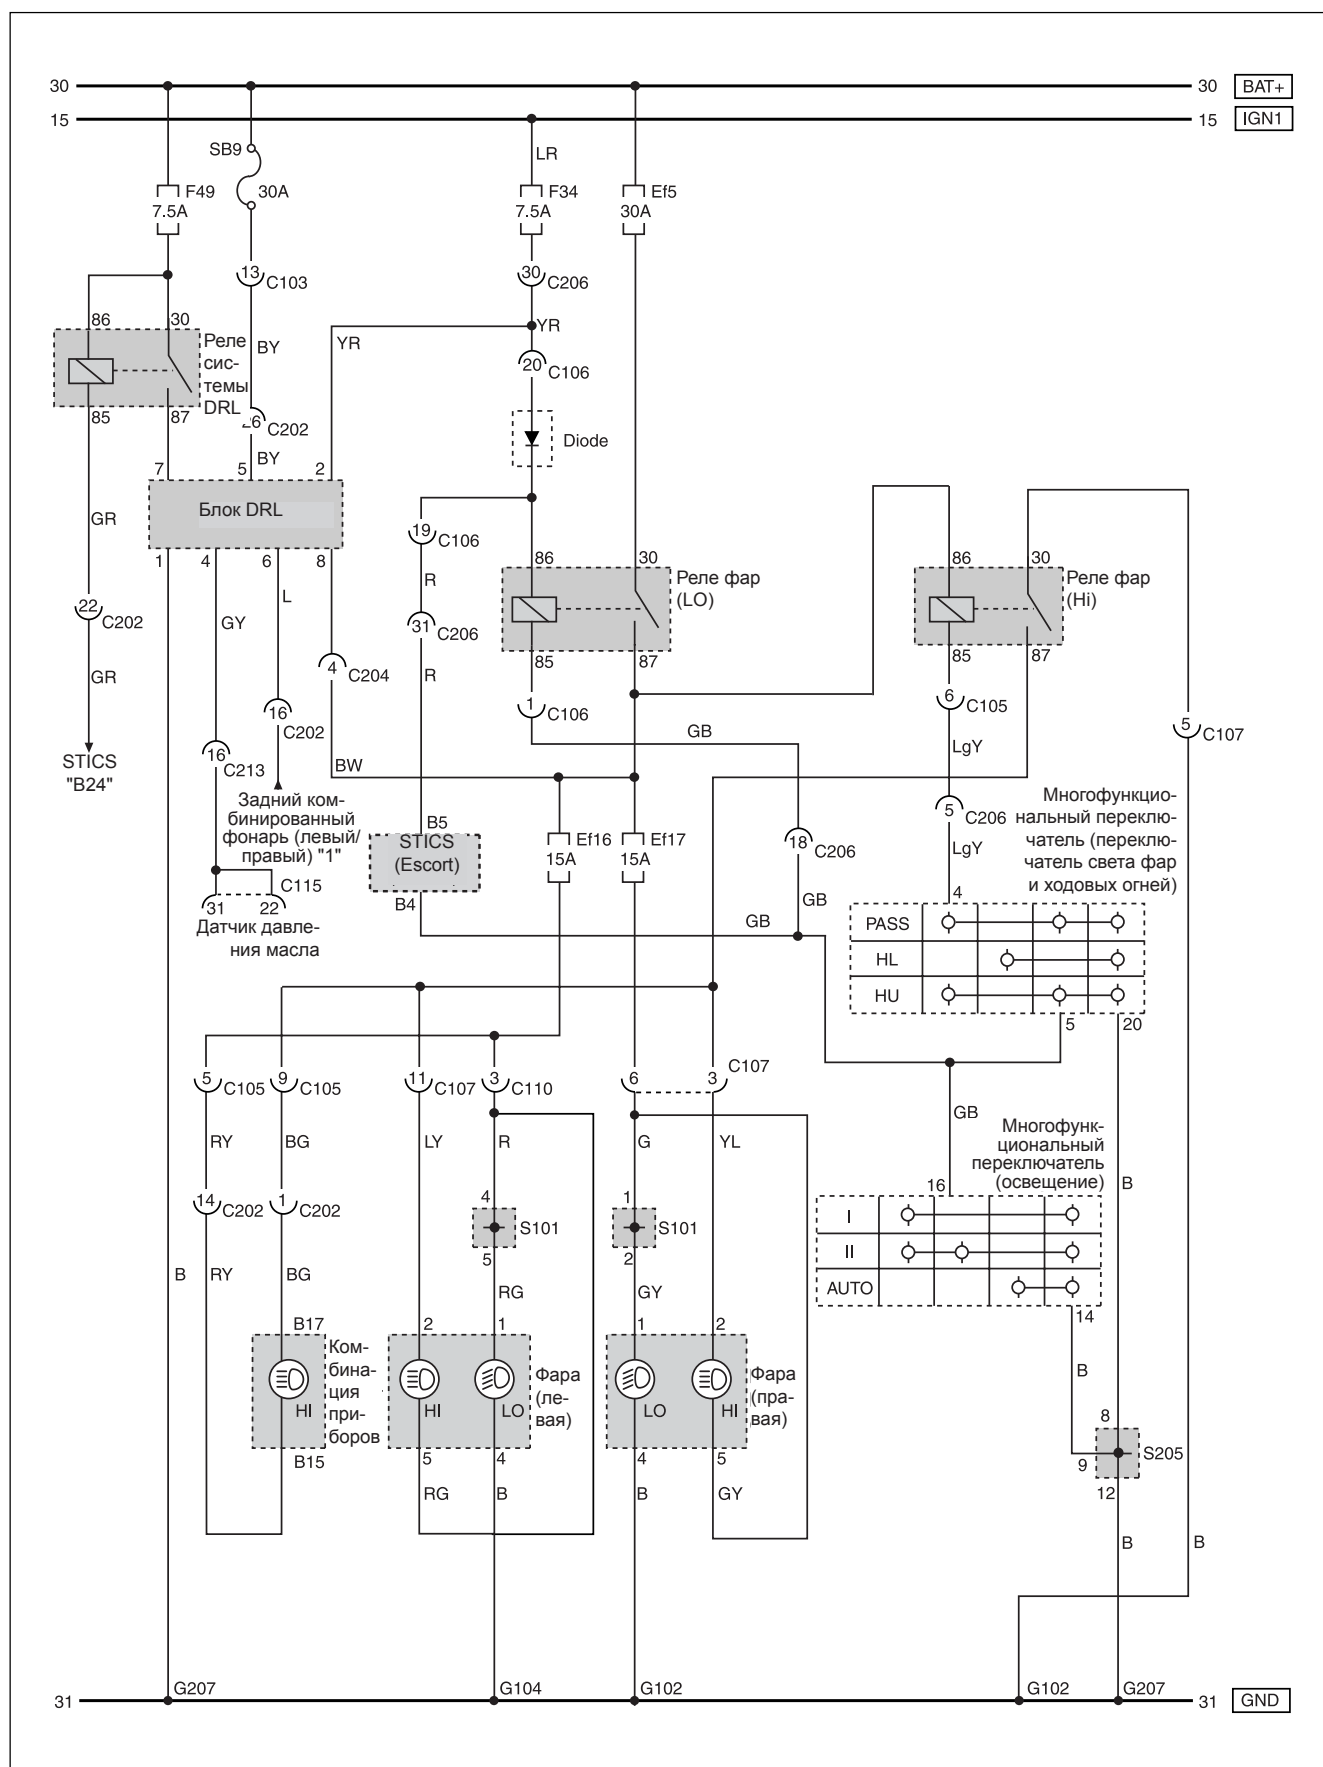 30 30 BAT+
15 15 IGN1
SB9 LR
F49 30A F34 Ef5
7.5A 7.5A 30A
13 C103 30 C206
86 30 YR YR
Реле
сис-
темы
DRL
BY
20 C106
85 87
26 C202
Diode
BY
7 5 2
Блок DRL
GR
19 C106
1 4 6 8
86 30
Реле фар
(LO)
86 30
Реле фар
(Hi)
R
L
22 C202
GY
31 C206
85 87
85 87
4 C204
R
GR
1 C106
6 C105
16 C202
GB
5 C107
LgY
STICS
"B24"
16 C213
BW
Задний ком-
бинированный
фонарь (левый/
правый) "1"
Многофункцио-
нальный переклю-
чатель (переклю-
чатель света фар
и ходовых огней)
5 C206
B5
STICS
(Escort)
B4
Ef16
15A
Ef17
15A
18 C206
LgY
C115
31 22
Датчик давле-
ния масла
GB
GB
4
PASS
HL
HU
5 20
5 C105 9 C105 11 C107 3 C110 6 3 C107
GB
RY BG LY R G YL
Многофунк-
циональный
переключатель
(освещение)
16
B
14 C202 1 C202
4 S101 5
1 S101 2
I
II
AUTO
14
B RY BG RG GY
B17 2 1 1 2
Ком-
бина-
ция
при-
боров
Фара
(ле-
вая)
Фара
(пра-
вая)
B
HI HI LO LO HI
8
S205
B15 5 4 4 5
9
12
RG B B GY
B B
G207 G104 G102 G102 G207
31 31 GND